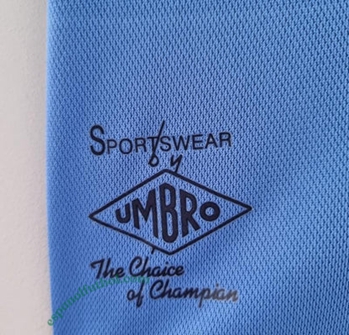 SPORTSWEAR
by
UMBRO
The Choice
of Champian